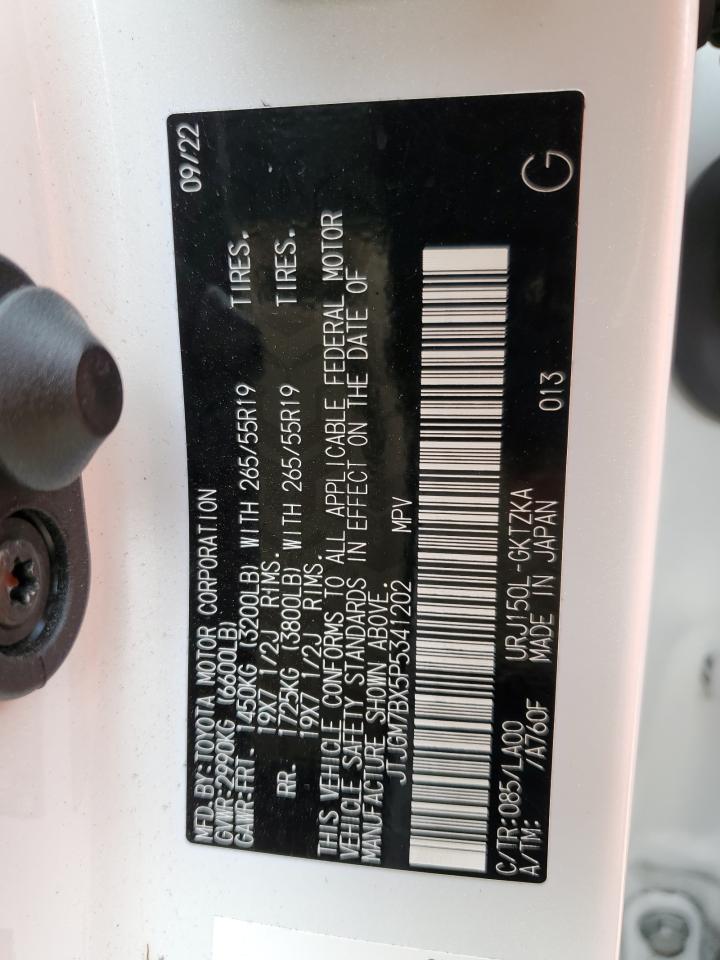 MFD.BY:TOYOTA MOTOR CORPORATION 09/22
GVWR:2990KG (6600LB)
GAWR:FRT. 1450KG (3200LB) WITH 265/55R19 TIRES.
19X7 1/2J RIMS.
RR. 1725KG (3800LB) WITH 265/55R19 TIRES.
19X7 1/2J RIMS.
THIS VEHICLE CONFORMS TO ALL APPLICABLE FEDERAL MOTOR
VEHICLE SAFETY STANDARDS IN EFFECT ON THE DATE OF
MANUFACTURE SHOWN ABOVE.
JTJGM7BX5P5341202 MPV
C/TR:085/LA00 URJ150L-GKTZKA 013 G
A/TM: /A760F MADE IN JAPAN